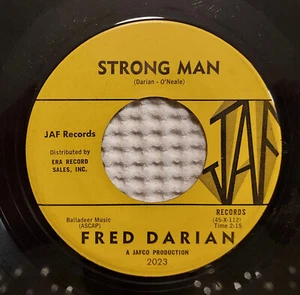 STRONG MAN
(Darian - O'Neale)
JAF Records
Distributed by
ERA RECORD
SALES, INC.
JAF
RECORDS
(45-X-112)
Time 2:15
Balladeer Music
(ASCAP)
FRED DARIAN
A JAFCO PRODUCTION
2023